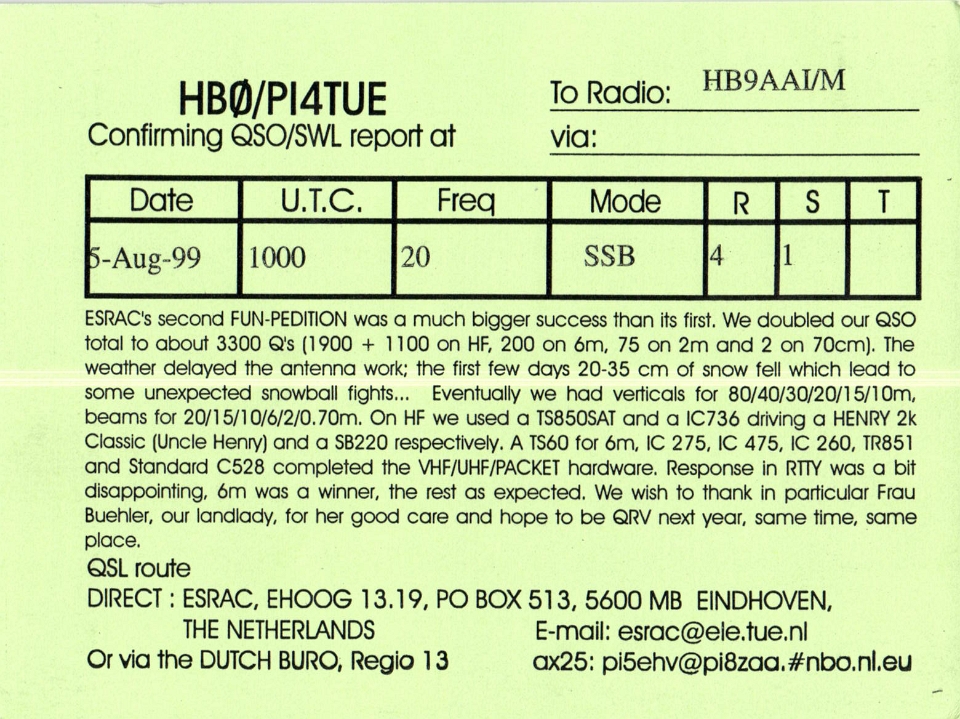 HBØ/PI4TUE
Confirming QSO/SWL report at
To Radio: HB9AAI/M
via:
Date U.T.C. Freq Mode R S T
5-Aug-99 1000 20 SSB 4 1
ESRAC's second FUN-PEDITION was a much bigger success than its first. We doubled our QSO
total to about 3300 Q's (1900 + 1100 on HF, 200 on 6m, 75 on 2m and 2 on 70cm). The
weather delayed the antenna work; the first few days 20-35 cm of snow fell which lead to
some unexpected snowball fights... Eventually we had verticals for 80/40/30/20/15/10m,
beams for 20/15/10/6/2/0.70m. On HF we used a TS850SAT and a IC736 driving a HENRY 2k
Classic (Uncle Henry) and a SB220 respectively. A TS60 for 6m, IC 275, IC 475, IC 260, TR851
and Standard C528 completed the VHF/UHF/PACKET hardware. Response in RTTY was a bit
disappointing, 6m was a winner, the rest as expected. We wish to thank in particular Frau
Buehler, our landlady, for her good care and hope to be QRV next year, same time, same
place.
QSL route
DIRECT : ESRAC, EHOOG 13.19, PO BOX 513, 5600 MB EINDHOVEN,
THE NETHERLANDS E-mail: esrac@ele.tue.nl
Or via the DUTCH BURO, Regio 13 ax25: pi5ehv@pi8zaa.#nbo.nl.eu